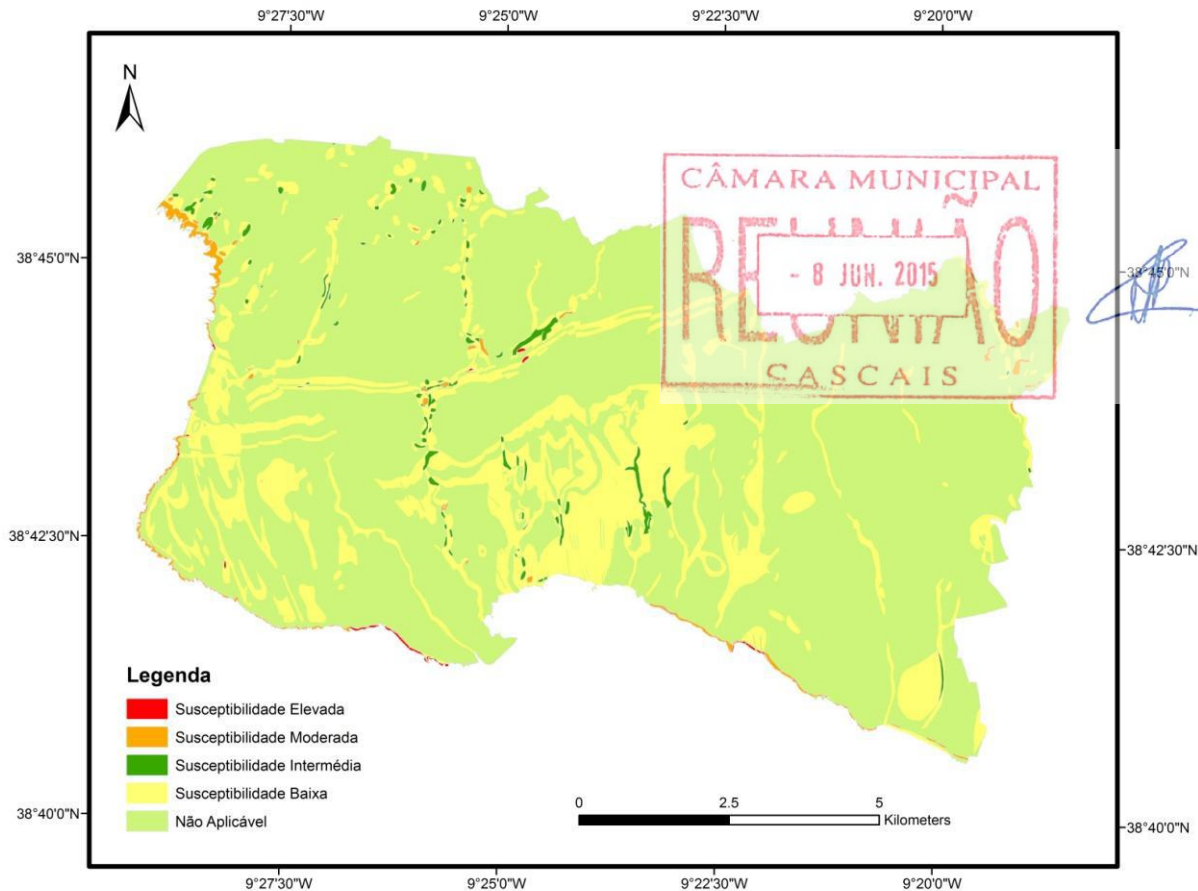 9°27'30"W 9°25'0"W 9°22'30"W 9°20'0"W
N
CÂMARA MUNICIPAL
REUNIÃO
- 8 JUN. 2015
CASCAIS
38°45'0"N 38°45'0"N
38°42'30"N 38°42'30"N
Legenda
Susceptibilidade Elevada
Susceptibilidade Moderada
Susceptibilidade Intermédia
Susceptibilidade Baixa
Não Aplicável
0 2.5 5
Kilometers
38°40'0"N 38°40'0"N
9°27'30"W 9°25'0"W 9°22'30"W 9°20'0"W